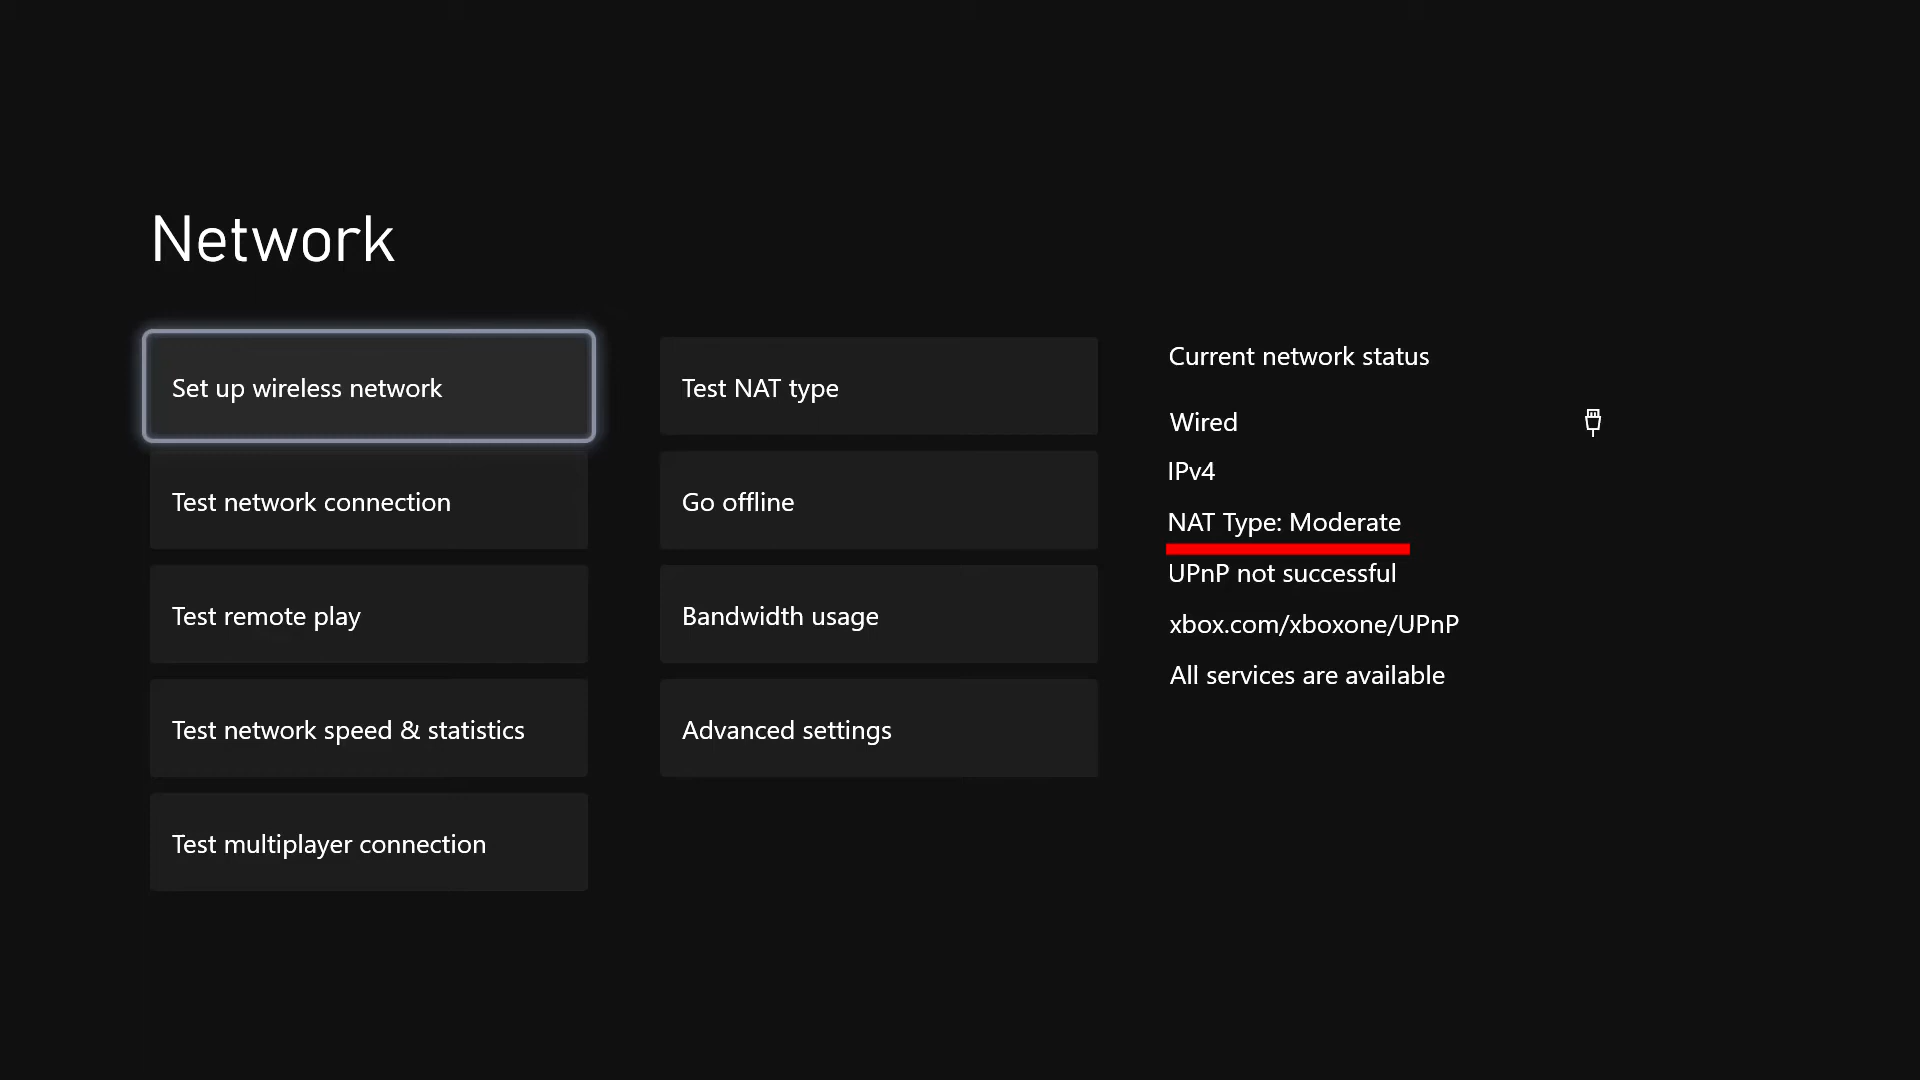 Network
Set up wireless network
Test network connection
Test remote play
Test network speed & statistics
Test multiplayer connection
Test NAT type
Go offline
Bandwidth usage
Advanced settings
Current network status
Wired
IPv4
NAT Type: Moderate
UPnP not successful
xbox.com/xboxone/UPnP
All services are available